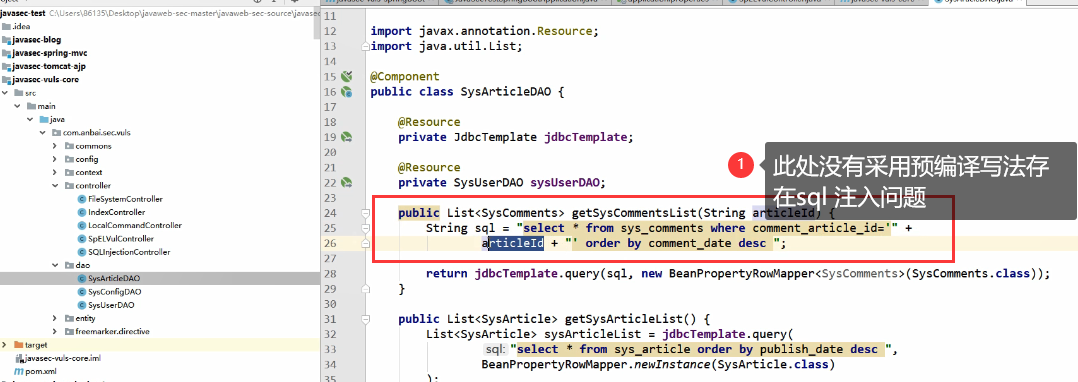 javasec-test C:\Users\86135\Desktop\javaweb-sec-master\javaweb-sec-source\javasec
.idea
javasec-blog
javasec-spring-mvc
javasec-tomcat-ajp
javasec-vuls-core
src
main
java
com.anbai.sec.vuls
commons
config
context
controller
FileSystemController
IndexController
LocalCommandController
SpELVulController
SQLInjectionController
dao
SysArticleDAO
SysConfigDAO
SysUserDAO
entity
freemarker.directive
target
javasec-vuls-core.iml
pom.xml
11
12 import javax.annotation.Resource;
13 import java.util.List;
14
15 @Component
16 public class SysArticleDAO {
17
18 @Resource
19 private JdbcTemplate jdbcTemplate;
20
21 @Resource
22 private SysUserDAO sysUserDAO;
23
24 public List<SysComments> getSysCommentsList(String articleId) {
25 String sql = "select * from sys_comments where comment_article_id='" +
26 articleId + "' order by comment_date desc ";
27
28 return jdbcTemplate.query(sql, new BeanPropertyRowMapper<SysComments>(SysComments.class));
29 }
30
31 public List<SysArticle> getSysArticleList() {
32 List<SysArticle> sysArticleList = jdbcTemplate.query(
33 sql: "select * from sys_article order by publish_date desc ",
34 BeanPropertyRowMapper.newInstance(SysArticle.class)
35 );
1
此处没有采用预编译写法存
在sql 注入问题